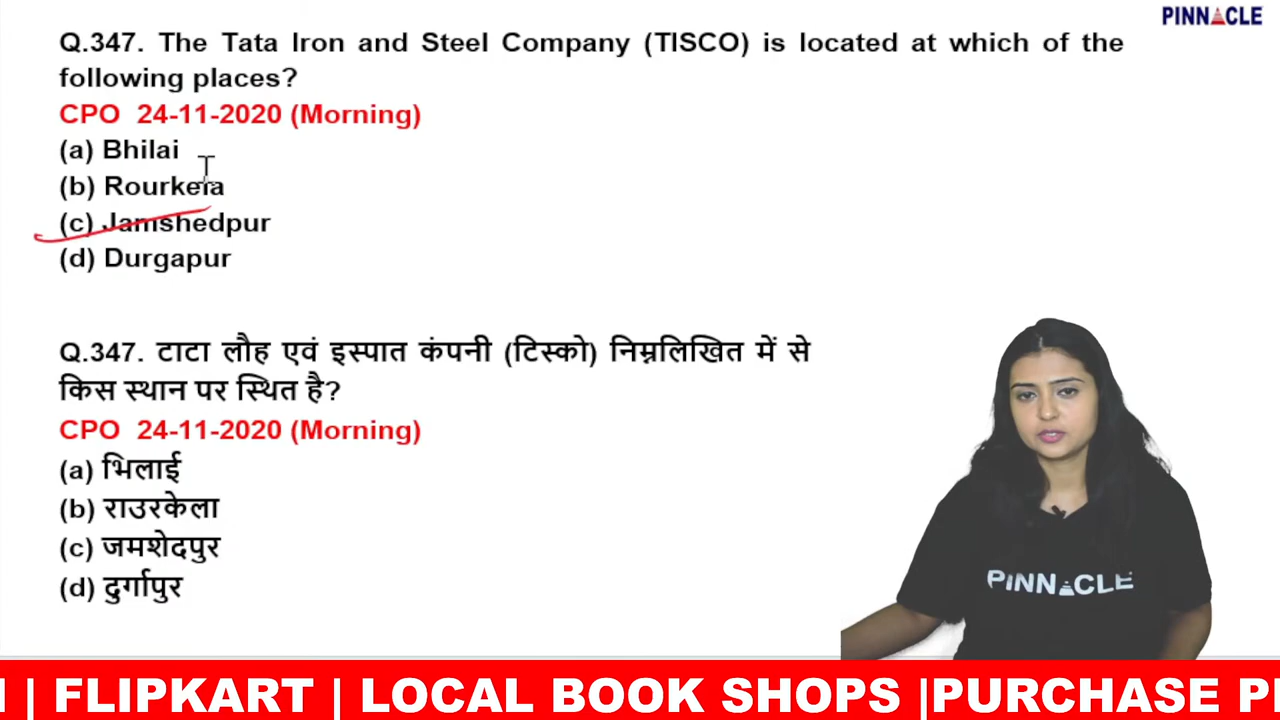 PINNACLE
Q.347. The Tata Iron and Steel Company (TISCO) is located at which of the
following places?
CPO 24-11-2020 (Morning)
(a) Bhilai
(b) Rourkela
(c) Jamshedpur
(d) Durgapur
Q.347. टाटा लौह एवं इस्पात कंपनी (टिस्को) निम्नलिखित में से
किस स्थान पर स्थित है?
CPO 24-11-2020 (Morning)
(a) भिलाई
(b) राउरकेला
(c) जमशेदपुर
(d) दुर्गापुर
PINNACLE
| FLIPKART | LOCAL BOOK SHOPS |PURCHASE